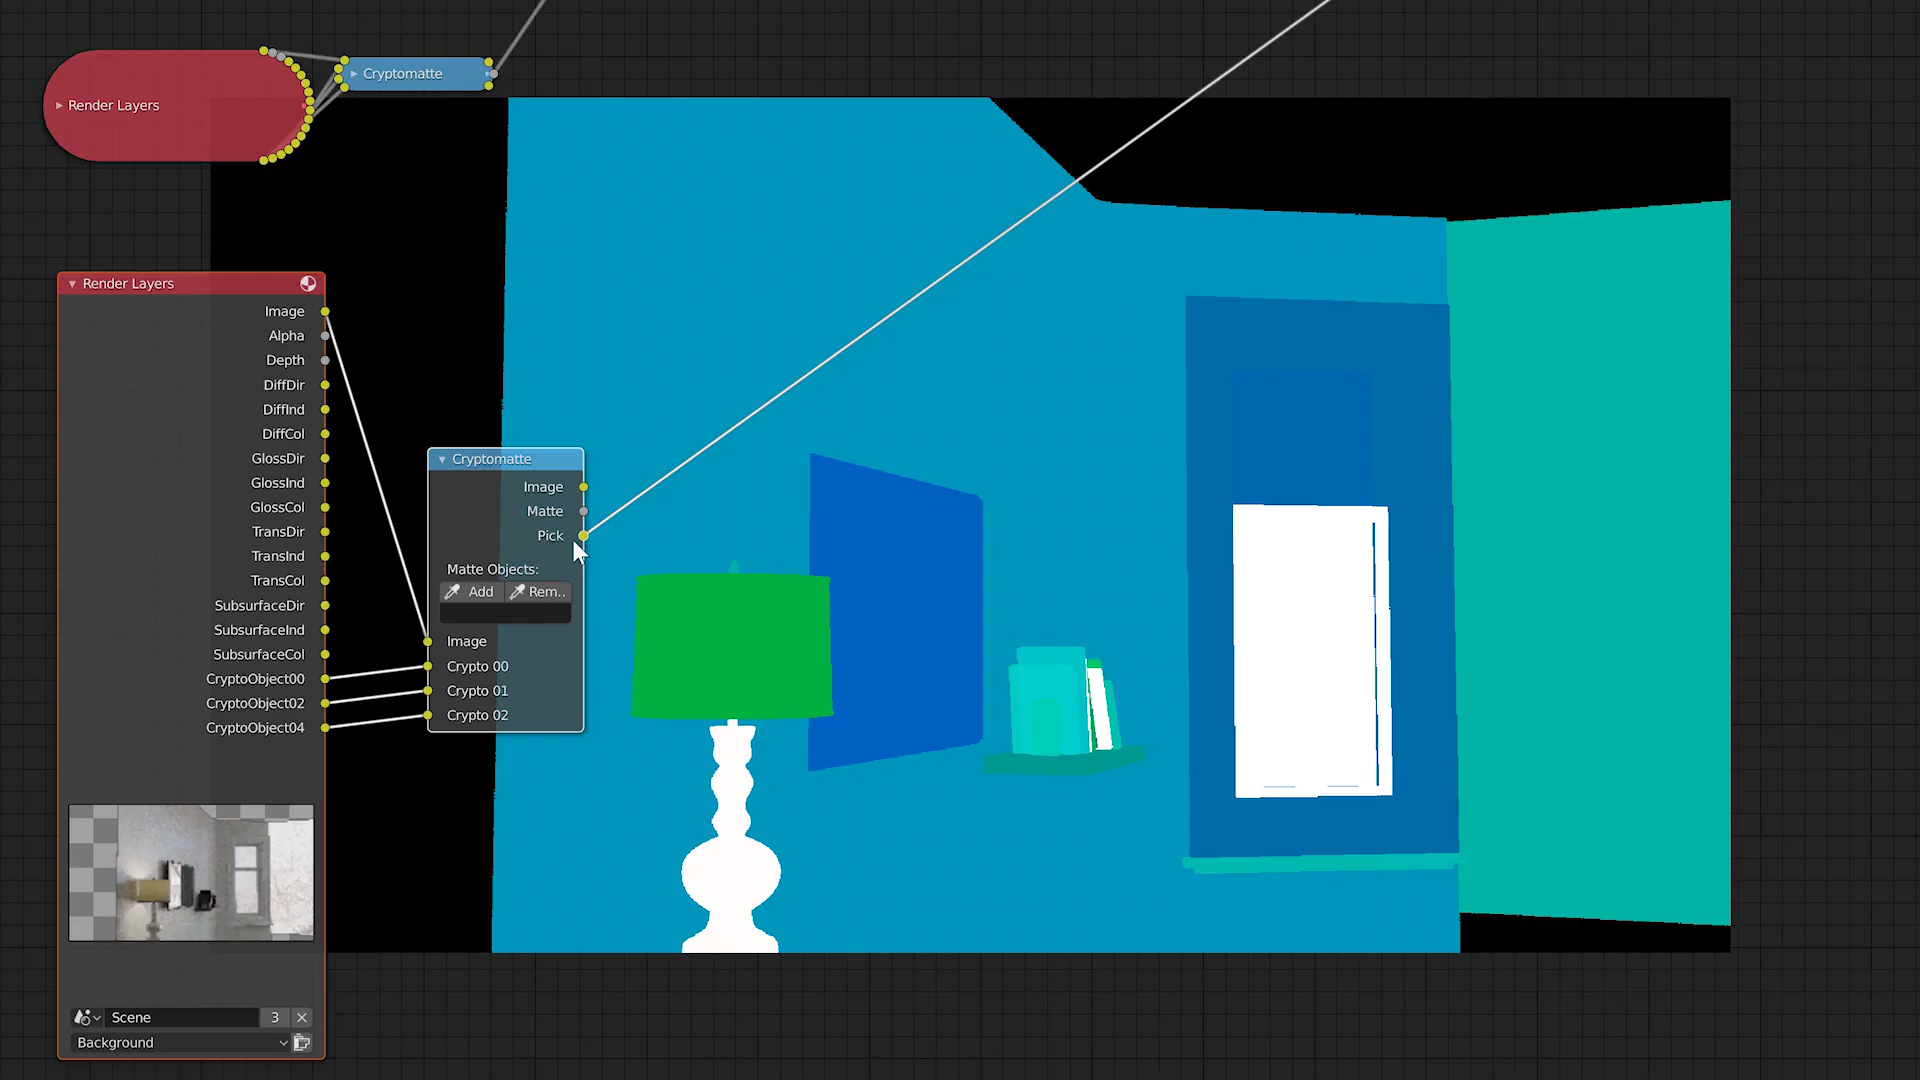 Render Layers
Cryptomatte
Render Layers
Image
Alpha
Depth
DiffDir
DiffInd
DiffCol
GlossDir
GlossInd
GlossCol
TransDir
TransInd
TransCol
SubsurfaceDir
SubsurfaceInd
SubsurfaceCol
CryptoObject00
CryptoObject02
CryptoObject04
Scene 3
Background
Cryptomatte
Image
Matte
Pick
Matte Objects:
Add Rem..
Image
Crypto 00
Crypto 01
Crypto 02